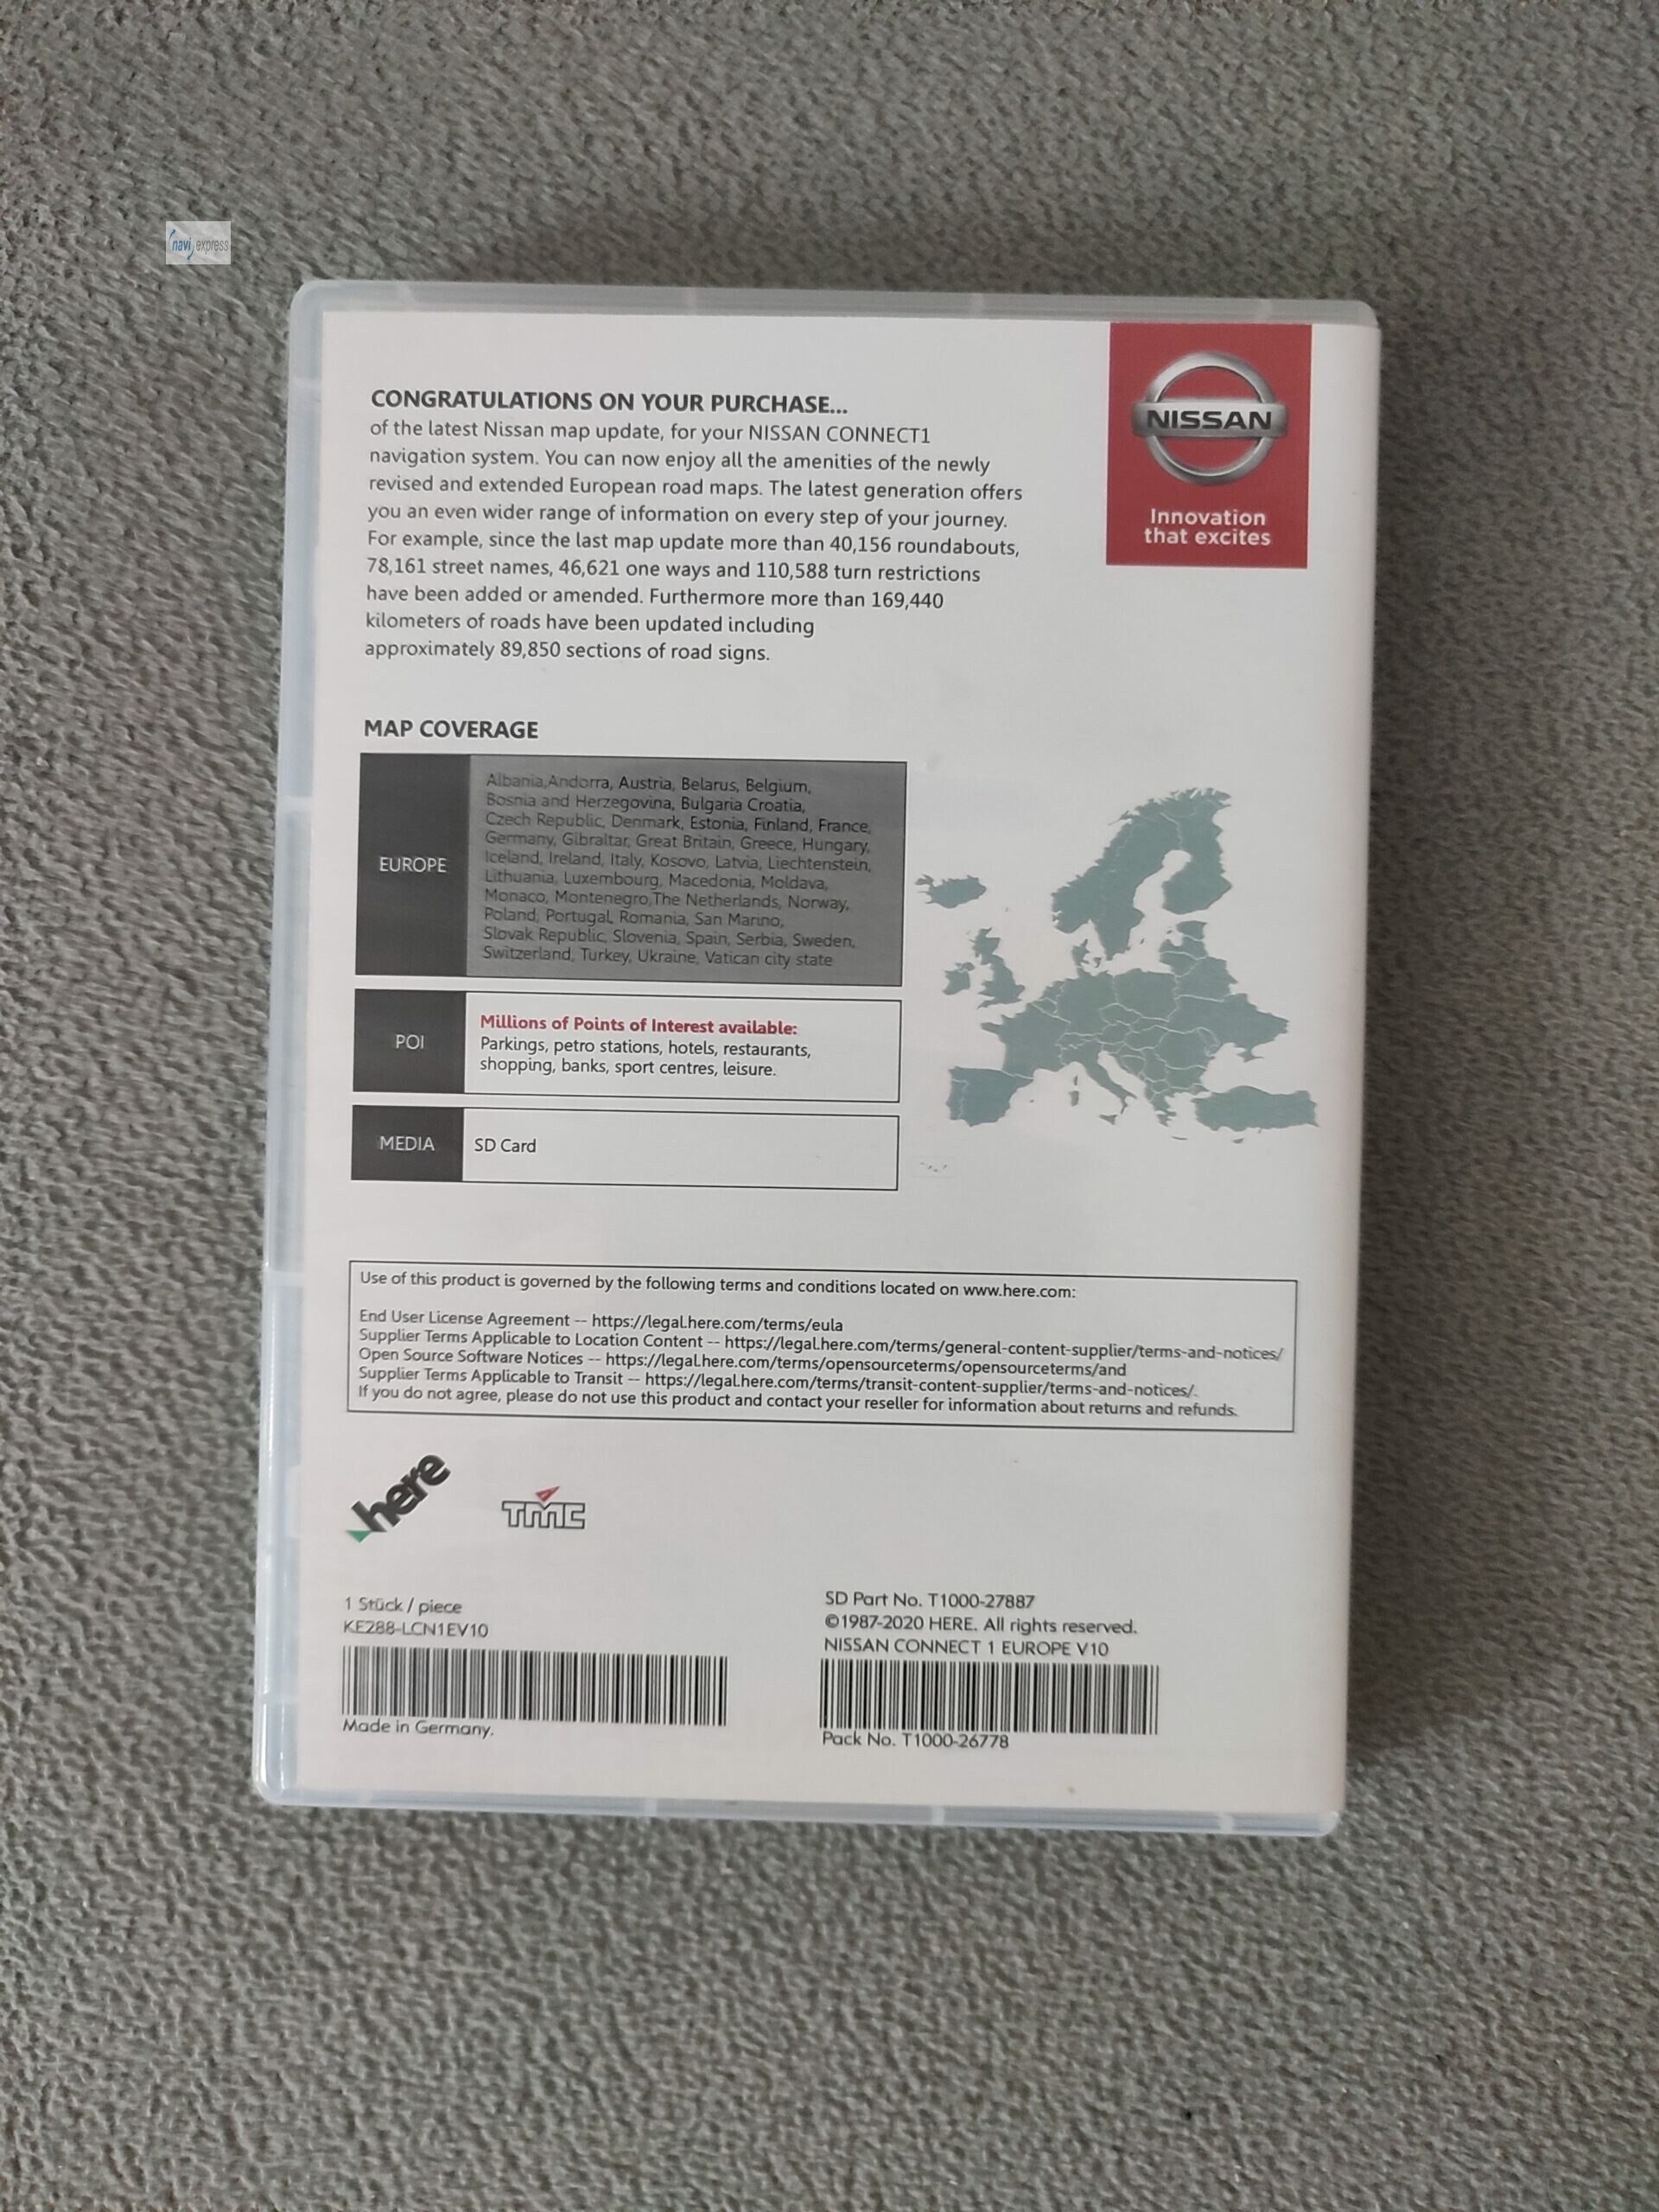 navi express
CONGRATULATIONS ON YOUR PURCHASE...
of the latest Nissan map update, for your NISSAN CONNECT1
navigation system. You can now enjoy all the amenities of the newly
revised and extended European road maps. The latest generation offers
you an even wider range of information on every step of your journey.
For example, since the last map update more than 40,156 roundabouts,
78,161 street names, 46,621 one ways and 110,588 turn restrictions
have been added or amended. Furthermore more than 169,440
kilometers of roads have been updated including
approximately 89,850 sections of road signs.
NISSAN
Innovation
that excites
MAP COVERAGE
EUROPE
Albania,Andorra, Austria, Belarus, Belgium,
Bosnia and Herzegovina, Bulgaria Croatia,
Czech Republic, Denmark, Estonia, Finland, France,
Germany, Gibraltar, Great Britain, Greece, Hungary,
Iceland, Ireland, Italy, Kosovo, Latvia, Liechtenstein,
Lithuania, Luxembourg, Macedonia, Moldava,
Monaco, Montenegro,The Netherlands, Norway,
Poland, Portugal, Romania, San Marino,
Slovak Republic, Slovenia, Spain, Serbia, Sweden,
Switzerland, Turkey, Ukraine, Vatican city state
POI
Millions of Points of Interest available:
Parkings, petro stations, hotels, restaurants,
shopping, banks, sport centres, leisure.
MEDIA
SD Card
Use of this product is governed by the following terms and conditions located on www.here.com:
End User License Agreement -- https://legal.here.com/terms/eula
Supplier Terms Applicable to Location Content -- https://legal.here.com/terms/general-content-supplier/terms-and-notices/
Open Source Software Notices -- https://legal.here.com/terms/opensourceterms/opensourceterms/and
Supplier Terms Applicable to Transit -- https://legal.here.com/terms/transit-content-supplier/terms-and-notices/.
If you do not agree, please do not use this product and contact your reseller for information about returns and refunds.
here
TMC
1 Stück / piece
KE288-LCN1EV10
Made in Germany.
SD Part No. T1000-27887
©1987-2020 HERE. All rights reserved.
NISSAN CONNECT 1 EUROPE V10
Pack No. T1000-26778